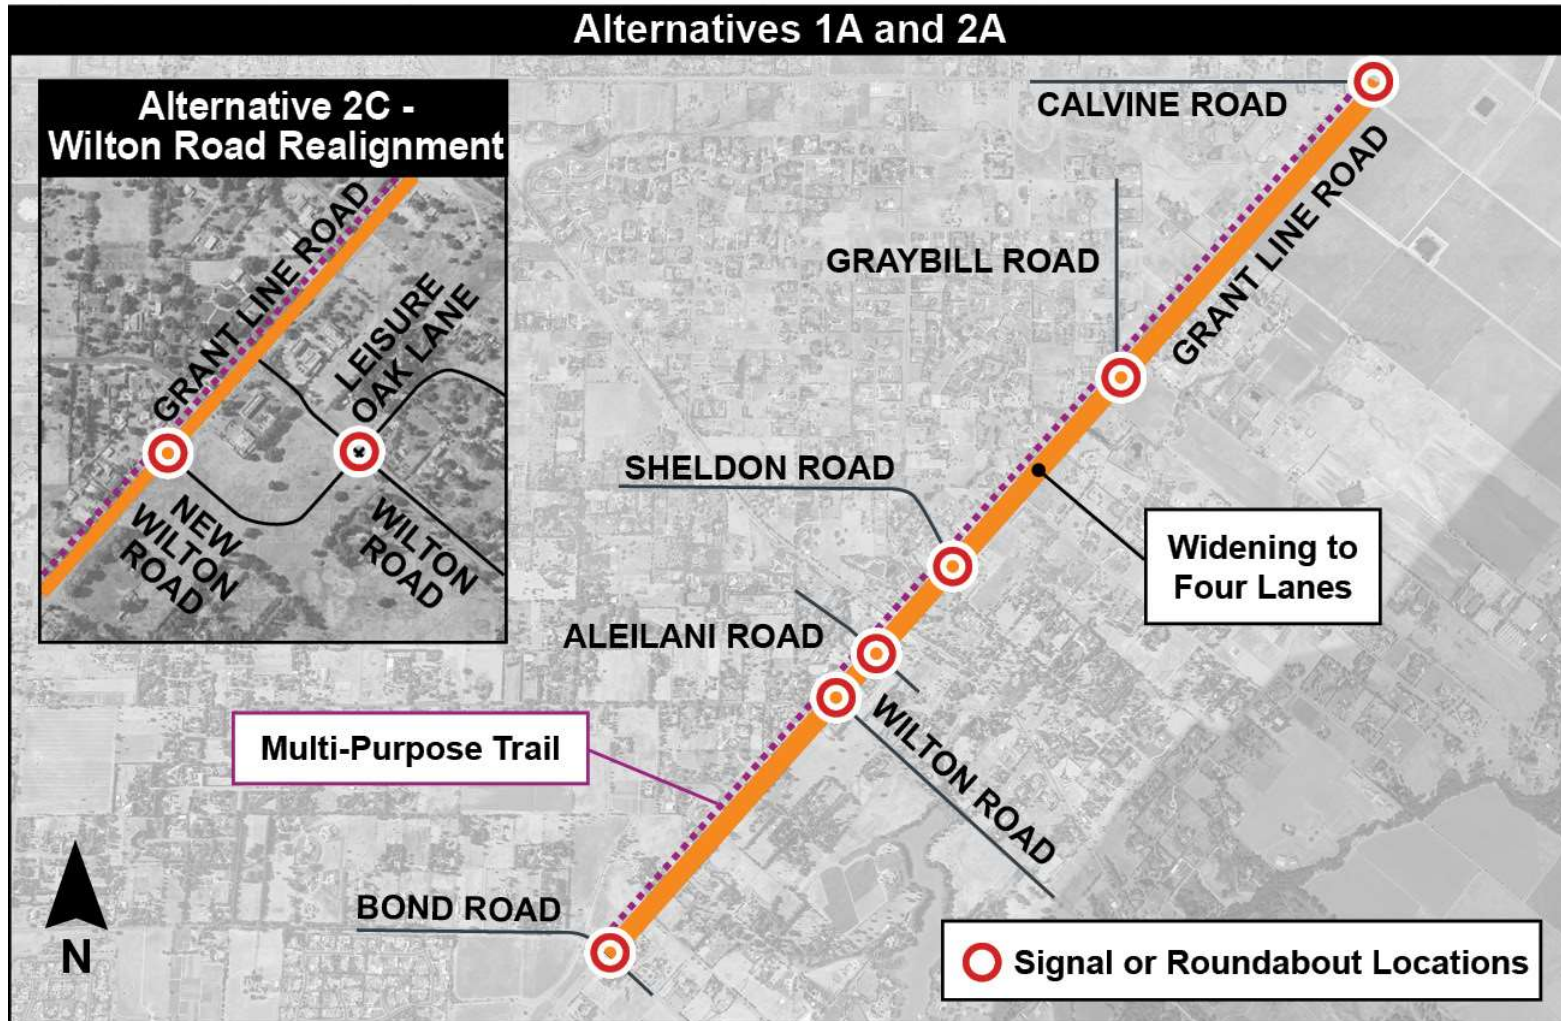 Alternatives 1A and 2A
Alternative 2C -
Wilton Road Realignment
GRANT LINE ROAD
LEISURE
OAK LANE
NEW
WILTON
ROAD
WILTON
ROAD
CALVINE ROAD
GRANT LINE ROAD
GRAYBILL ROAD
SHELDON ROAD
Widening to
Four Lanes
ALEILANI ROAD
WILTON ROAD
Multi-Purpose Trail
BOND ROAD
N
Signal or Roundabout Locations